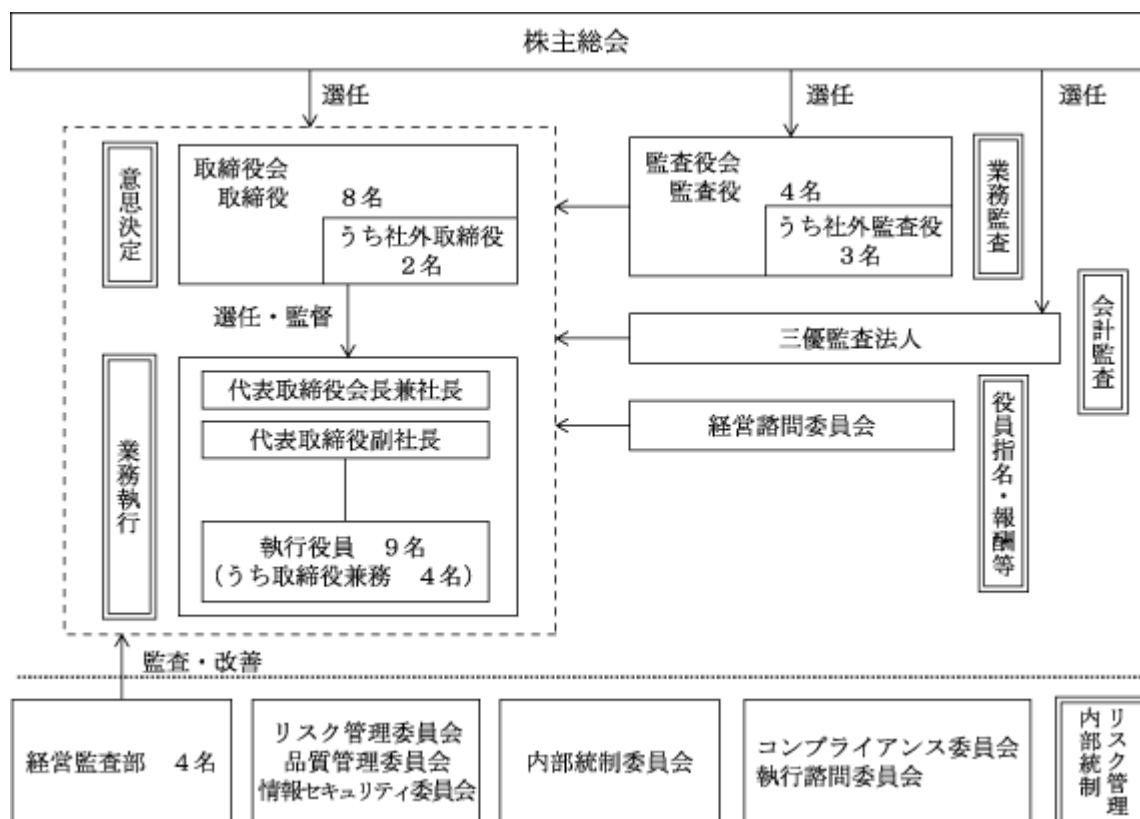 株主総会
選任
選任
選任
意思決定
取締役会
取締役 8名
うち社外取締役
2名
監査役会
監査役 4名
うち社外監査役
3名
業務監査
選任・監督
三優監査法人
会計監査
業務執行
代表取締役会長兼社長
代表取締役副社長
経営諮問委員会
役員指名・報酬等
執行役員 9名
(うち取締役兼務 4名)
監査・改善
経営監査部 4名
リスク管理委員会
品質管理委員会
情報セキュリティ委員会
内部統制委員会
コンプライアンス委員会
執行諮問委員会
リスク管理
内部統制